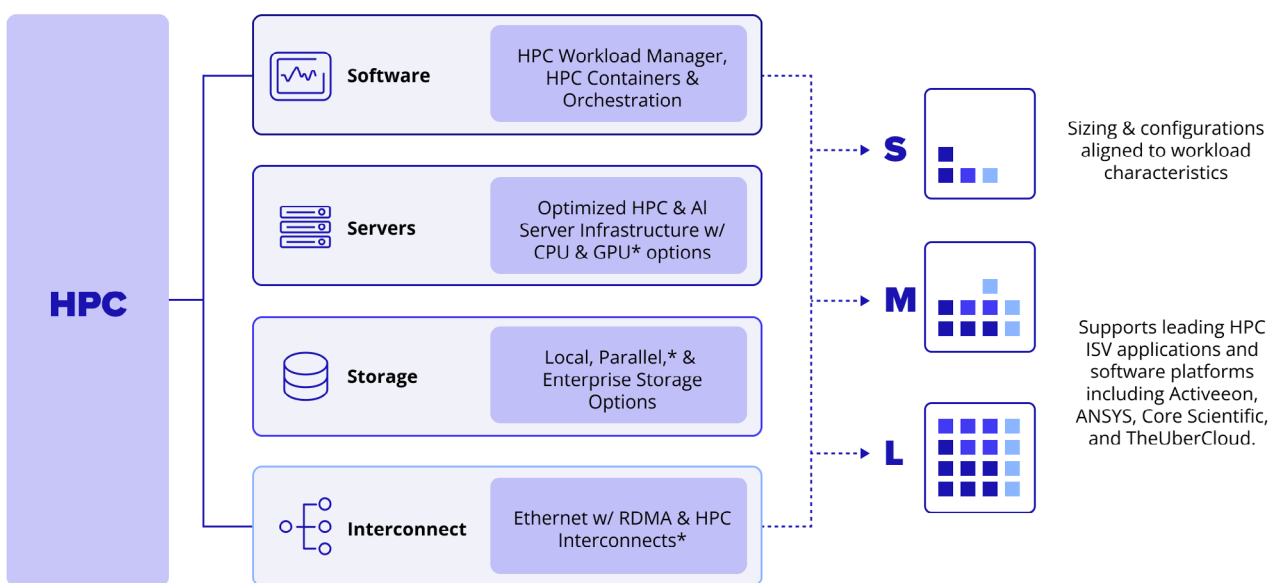 HPC
Software
HPC Workload Manager,
HPC Containers &
Orchestration
Servers
Optimized HPC & AI
Server Infrastructure w/
CPU & GPU* options
Storage
Local, Parallel,* &
Enterprise Storage
Options
Interconnect
Ethernet w/ RDMA & HPC
Interconnects*
S
Sizing & configurations
aligned to workload
characteristics
M
Supports leading HPC
ISV applications and
software platforms
including Activeeon,
ANSYS, Core Scientific,
and TheUberCloud.
L